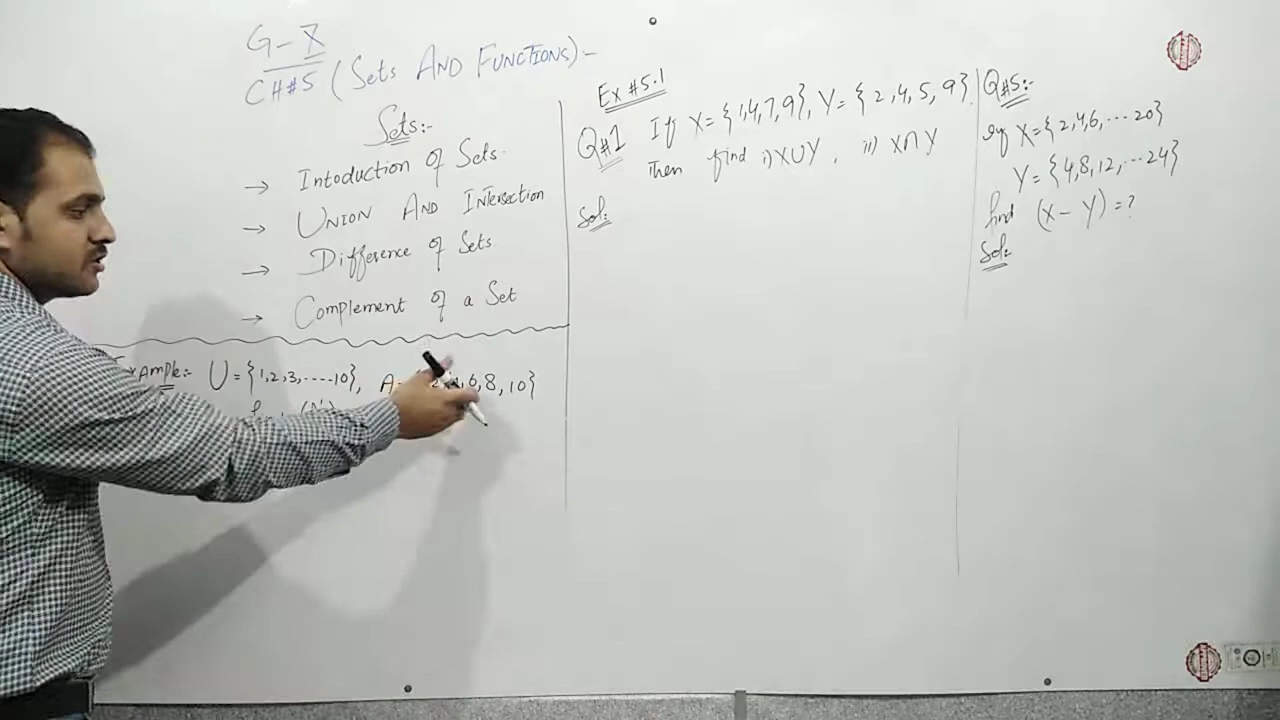 G-X
CH#5 (Sets AND FUNCTIONS)-
Sets:-
→ Intoduction of Sets.
→ UNION AND INtersection
→ Difference of Sets
→ Complement of a Set
U = {1,2,3,....10}, A 6,8,10}
Ex #5.1
Q#1 If X= {1,4,7,9}, Y= {2,4,5,9}.
Then find i) X∪Y, ii) X∩Y
Sol:
Q#5:-
If X= {2,4,6,...20}
Y= {4,8,12,...24}
find (X- Y) =?
Sol: